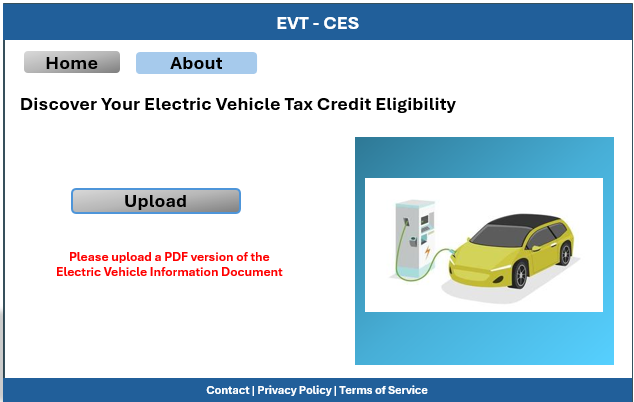 EVT - CES
Home
About
Discover Your Electric Vehicle Tax Credit Eligibility
Upload
Please upload a PDF version of the
Electric Vehicle Information Document
Contact | Privacy Policy | Terms of Service